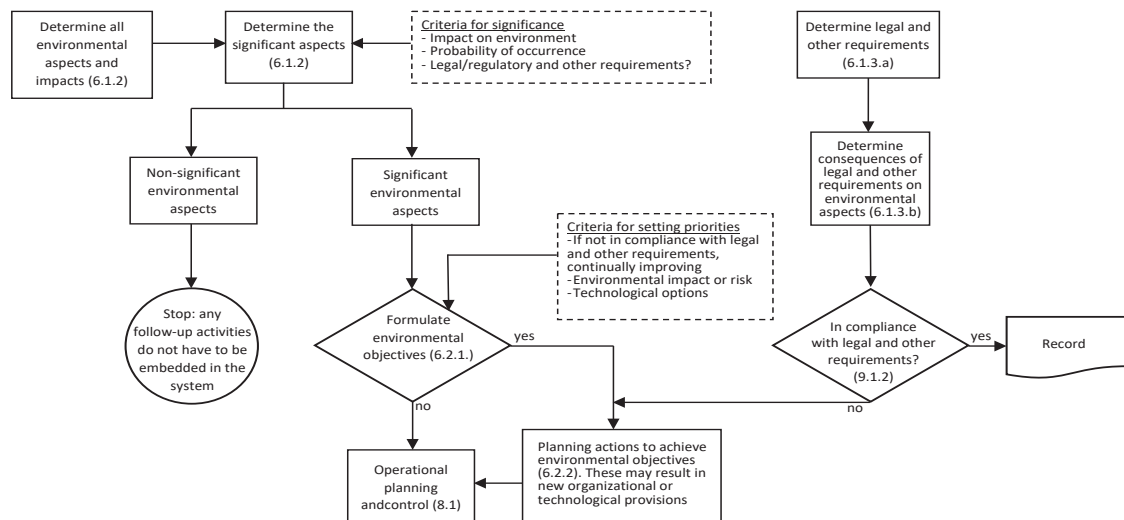 Determine all
environmental
aspects and
impacts (6.1.2)
Determine the
significant aspects
(6.1.2)
Criteria for significance
- Impact on environment
- Probability of occurrence
- Legal/regulatory and other requirements?
Determine legal and
other requirements
(6.1.3.a)
Non-significant
environmental
aspects
Significant
environmental
aspects
Determine
consequences of
legal and other
requirements on
environmental
aspects (6.1.3.b)
Criteria for setting priorities
-If not in compliance with legal
and other requirements,
continually improving
-Environmental impact or risk
-Technological options
Stop: any
follow-up activities
do not have to be
embedded in the
system
Formulate
environmental
objectives (6.2.1.)
yes
no
In compliance
with legal and other
requirements?
(9.1.2)
yes
no
Record
Operational
planning
andcontrol (8.1)
Planning actions to achieve
environmental objectives
(6.2.2). These may result in
new organizational or
technological provisions